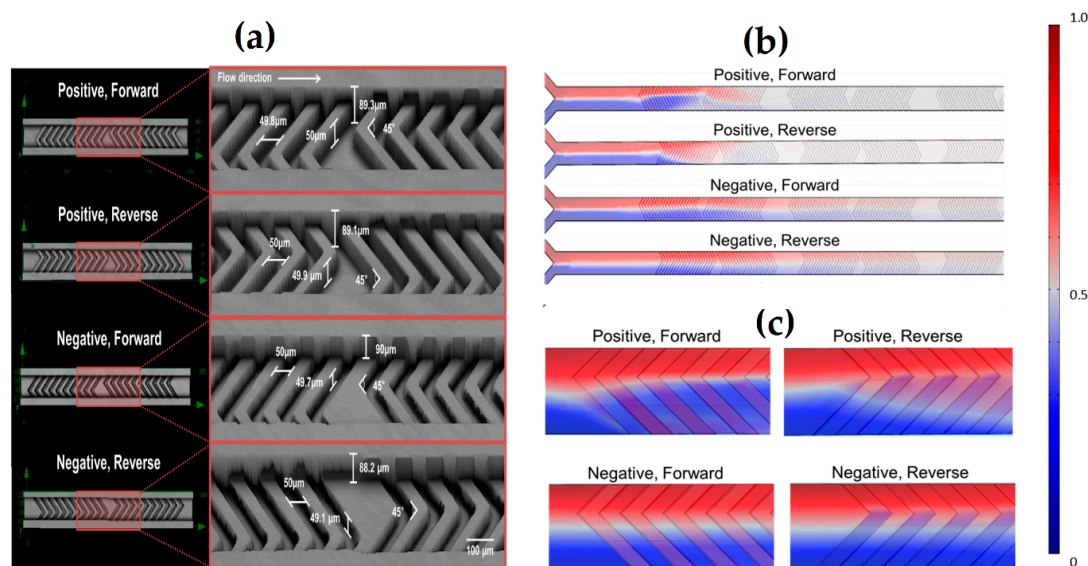 (a)
Positive, Forward
Positive, Reverse
Negative, Forward
Negative, Reverse
Flow direction
89.3µm
49.8µm
50µm
45°
89.1µm
50µm
49.9 µm
45°
90µm
50µm
49.7µm
45°
88.2 µm
50µm
49.1 µm
45°
100 µm
(b)
Positive, Forward
Positive, Reverse
Negative, Forward
Negative, Reverse
(c)
Positive, Forward
Positive, Reverse
Negative, Forward
Negative, Reverse
1.0
0.5
0